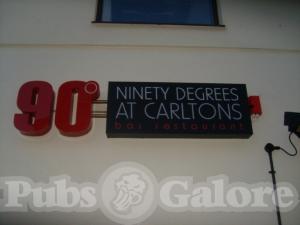 90°
NINETY DEGREES
AT CARLTONS
bar restaurant
Pubs Galore